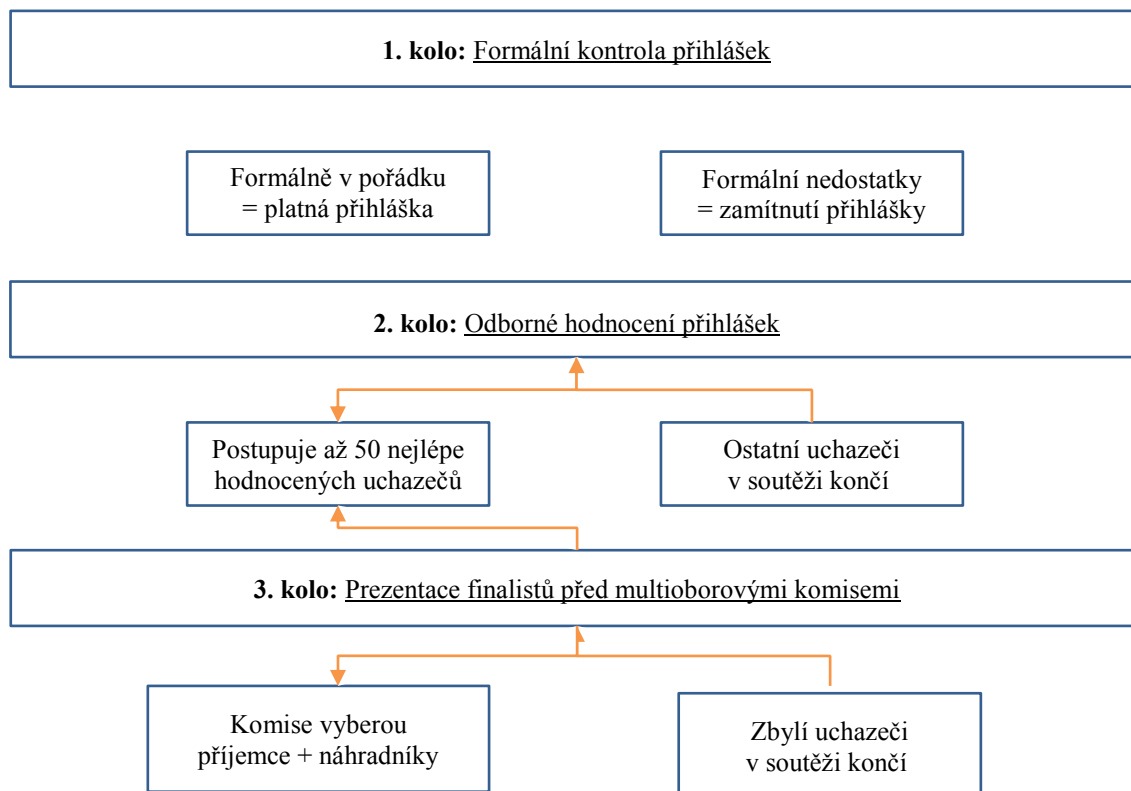 1. kolo: Formální kontrola přihlášek
Formálně v pořádku
= platná přihláška
Formální nedostatky
= zamítnutí přihlášky
2. kolo: Odborné hodnocení přihlášek
Postupuje až 50 nejlépe
hodnocených uchazečů
Ostatní uchazeči
v soutěži končí
3. kolo: Prezentace finalistů před multioborovými komisemi
Komise vyberou
příjemce + náhradníky
Zbylí uchazeči
v soutěži končí